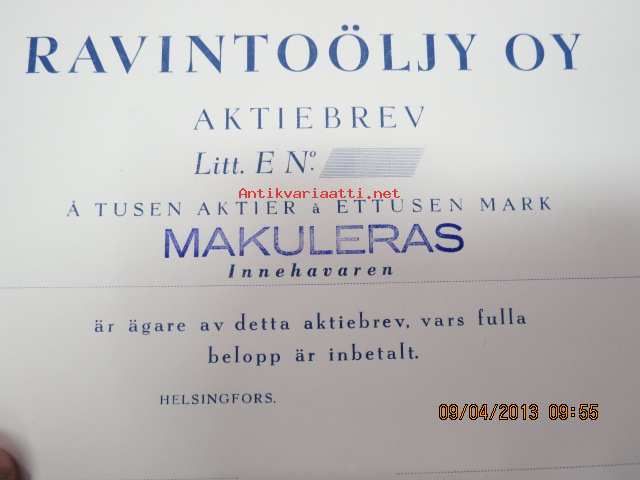 RAVINTOÖLJY OY
AKTIEBREV
Litt. E Nº.
Antikvariaatti.net
Å TUSEN AKTIER à ETTUSEN MARK
MAKULERAS
Innehavaren
är ägare av detta aktiebrev, vars fulla
belopp är inbetalt.
HELSINGFORS.
09/04/2013 09:55